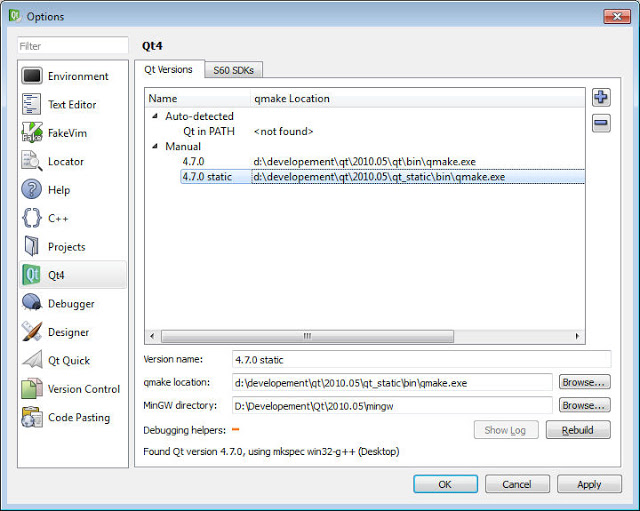 Options
Filter
Qt4
Environment
Text Editor
FakeVim
Locator
Help
C++
Projects
Qt4
Debugger
Designer
Qt Quick
Version Control
Code Pasting
Qt Versions
S60 SDKs
Name qmake Location
Auto-detected
Qt in PATH <not found>
Manual
4.7.0 d:\developement\qt\2010.05\qt\bin\qmake.exe
4.7.0 static d:\developement\qt\2010.05\qt_static\bin\qmake.exe
Version name: 4.7.0 static
qmake location: d:\developement\qt\2010.05\qt_static\bin\qmake.exe Browse...
MinGW directory: D:\Developement\Qt\2010.05\mingw Browse...
Debugging helpers: Show Log Rebuild
Found Qt version 4.7.0, using mkspec win32-g++ (Desktop)
OK Cancel Apply